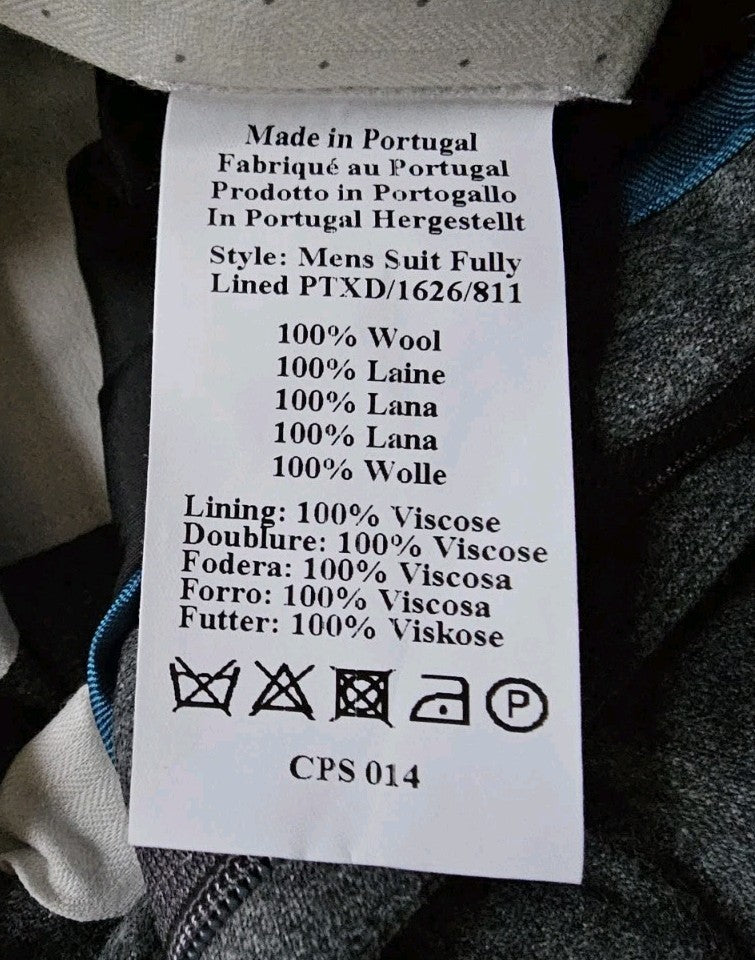 Made in Portugal
Fabriqué au Portugal
Prodotto in Portogallo
In Portugal Hergestellt
Style: Mens Suit Fully
Lined PTXD/1626/811
100% Wool
100% Laine
100% Lana
100% Lana
100% Wolle
Lining: 100% Viscose
Doublure: 100% Viscose
Fodera: 100% Viscosa
Forro: 100% Viscosa
Futter: 100% Viskose
P
CPS 014